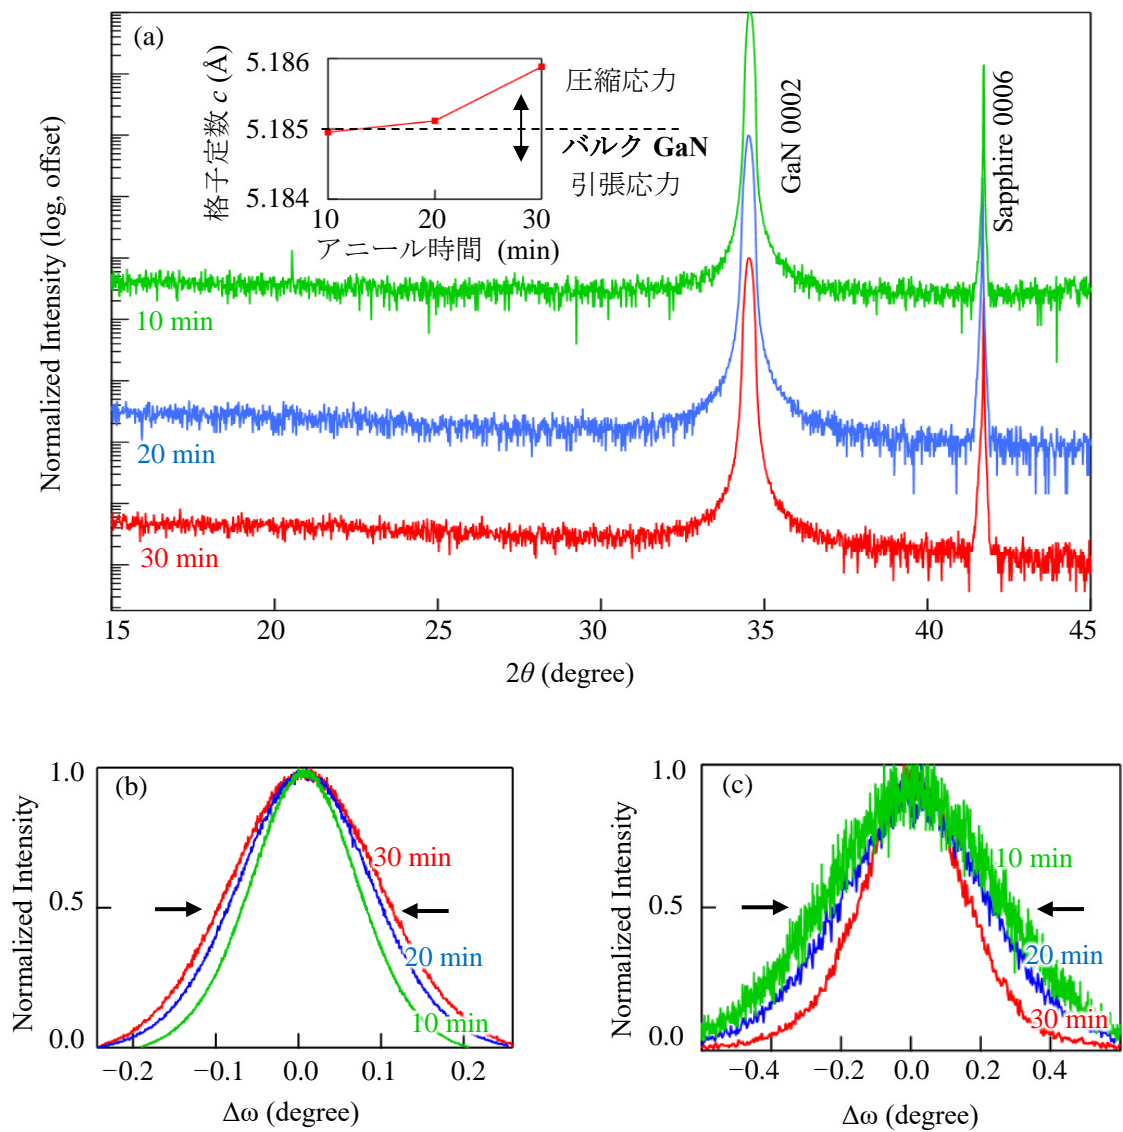 (a)
格子定数 c (Å)
5.186
5.185
5.184
10
20
30
アニール時間 (min)
圧縮応力
バルク GaN
引張応力
GaN 0002
Sapphire 0006
Normalized Intensity (log, offset)
10 min
20 min
30 min
15
20
25
30
35
40
45
2θ (degree)
(b)
Normalized Intensity
1.0
0.5
0.0
30 min
20 min
10 min
−0.2
−0.1
0.0
0.1
0.2
Δω (degree)
(c)
Normalized Intensity
1.0
0.5
0.0
10 min
20 min
30 min
−0.4
−0.2
0.0
0.2
0.4
Δω (degree)